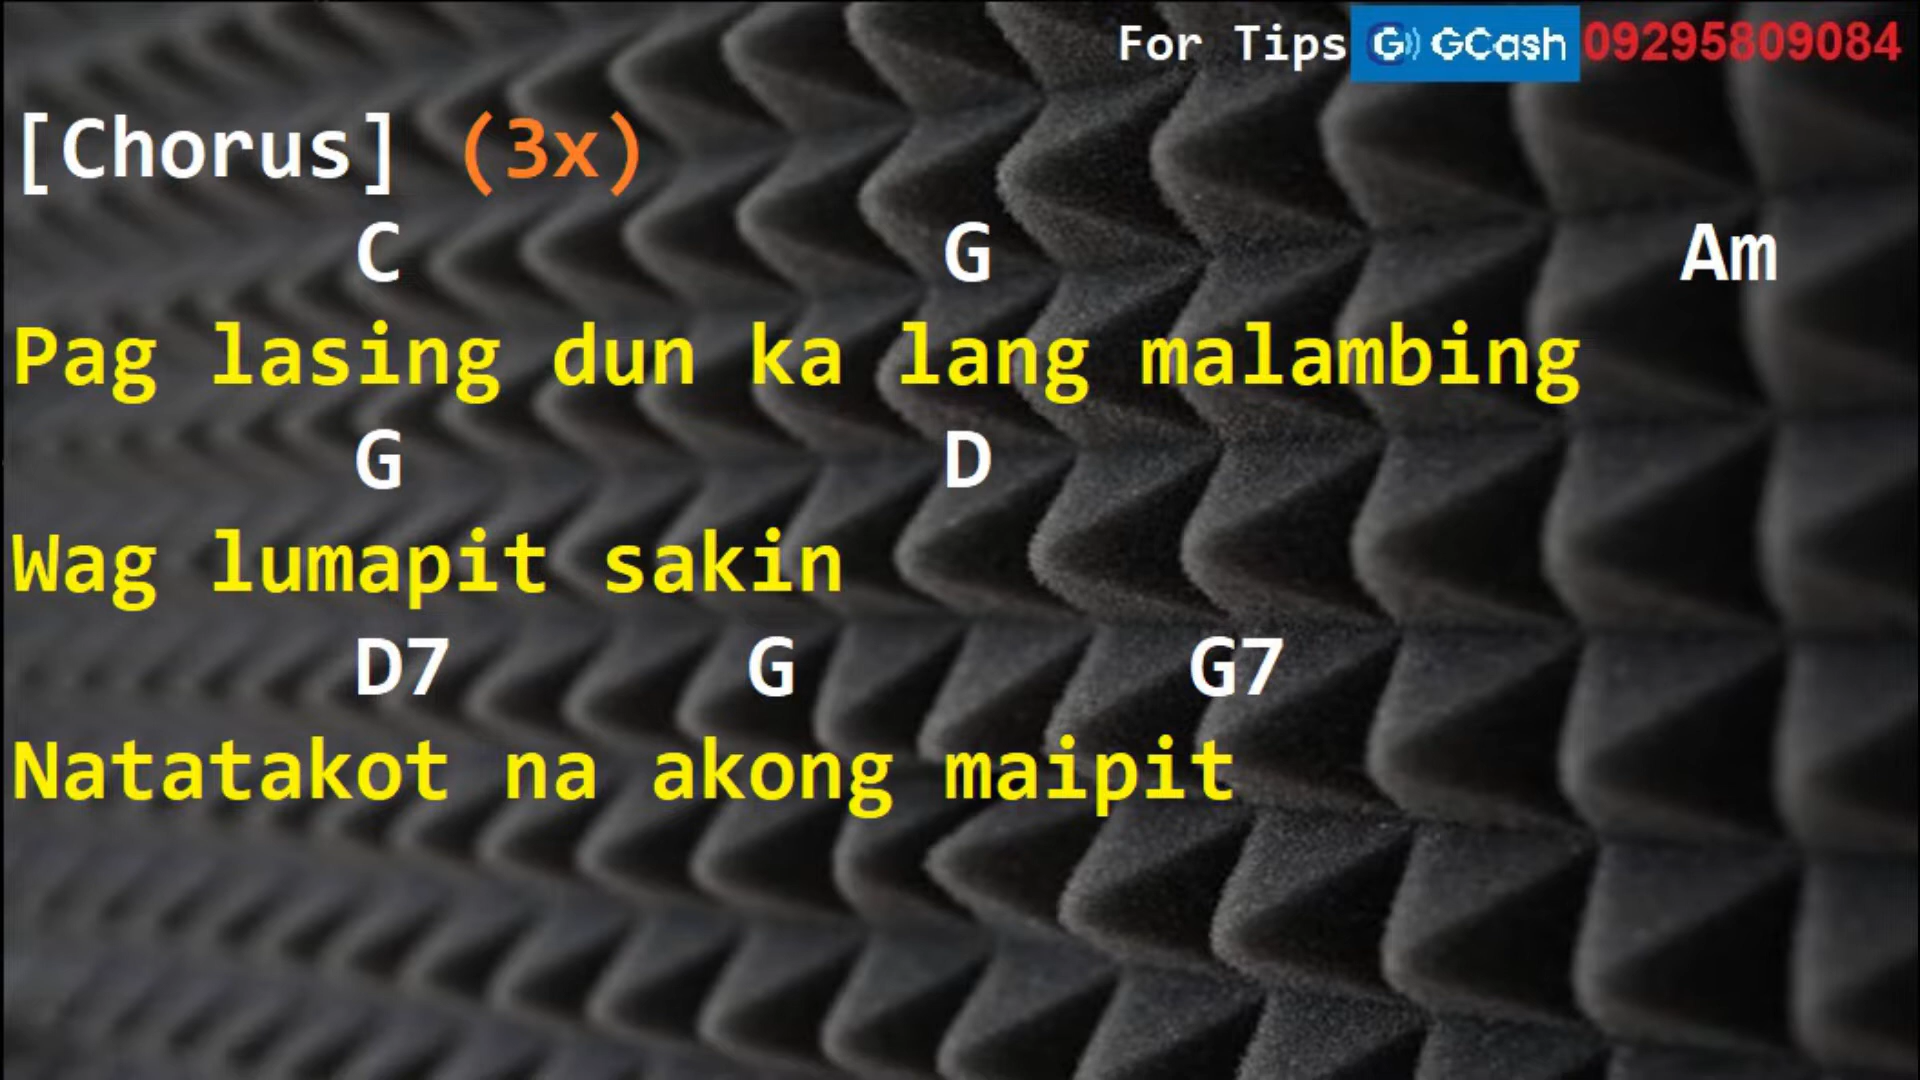 For Tips G GCash 09295809084
[Chorus] (3x)
C G Am
Pag lasing dun ka lang malambing
G D
Wag lumapit sakin
D7 G G7
Natatakot na akong maipit